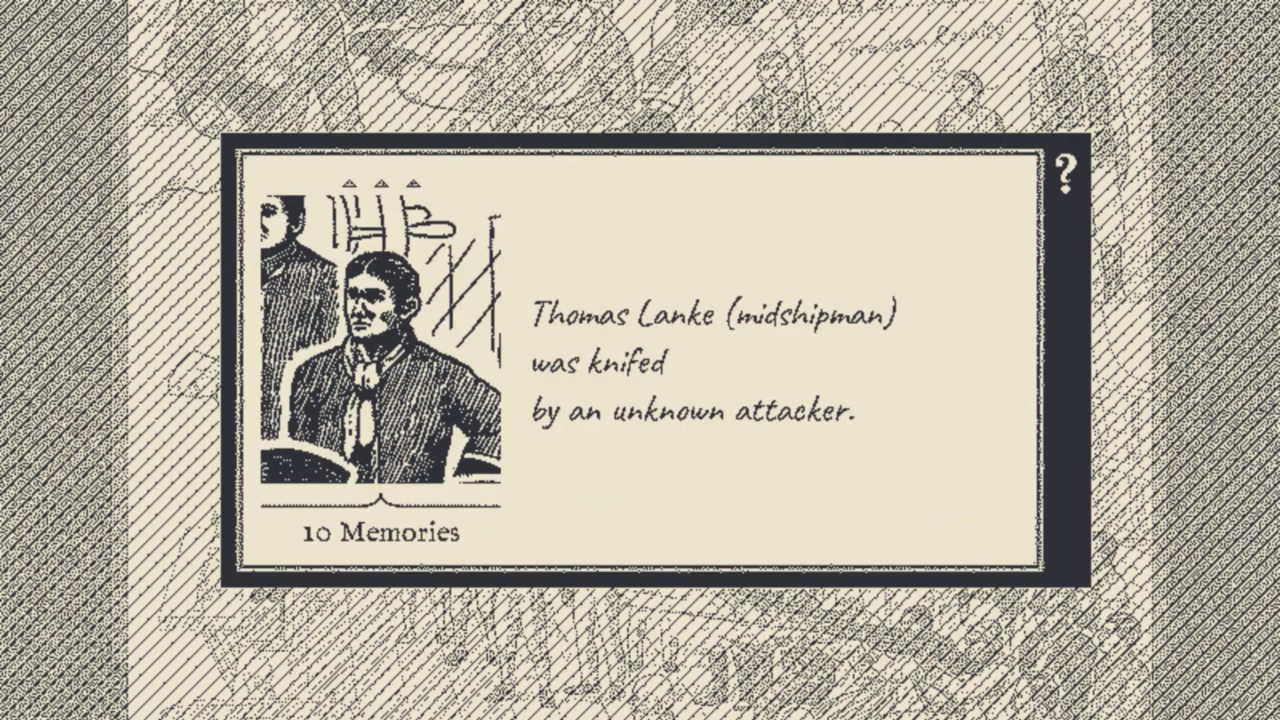 ?
Thomas Lanke (midshipman)
was knifed
by an unknown attacker.
10 Memories